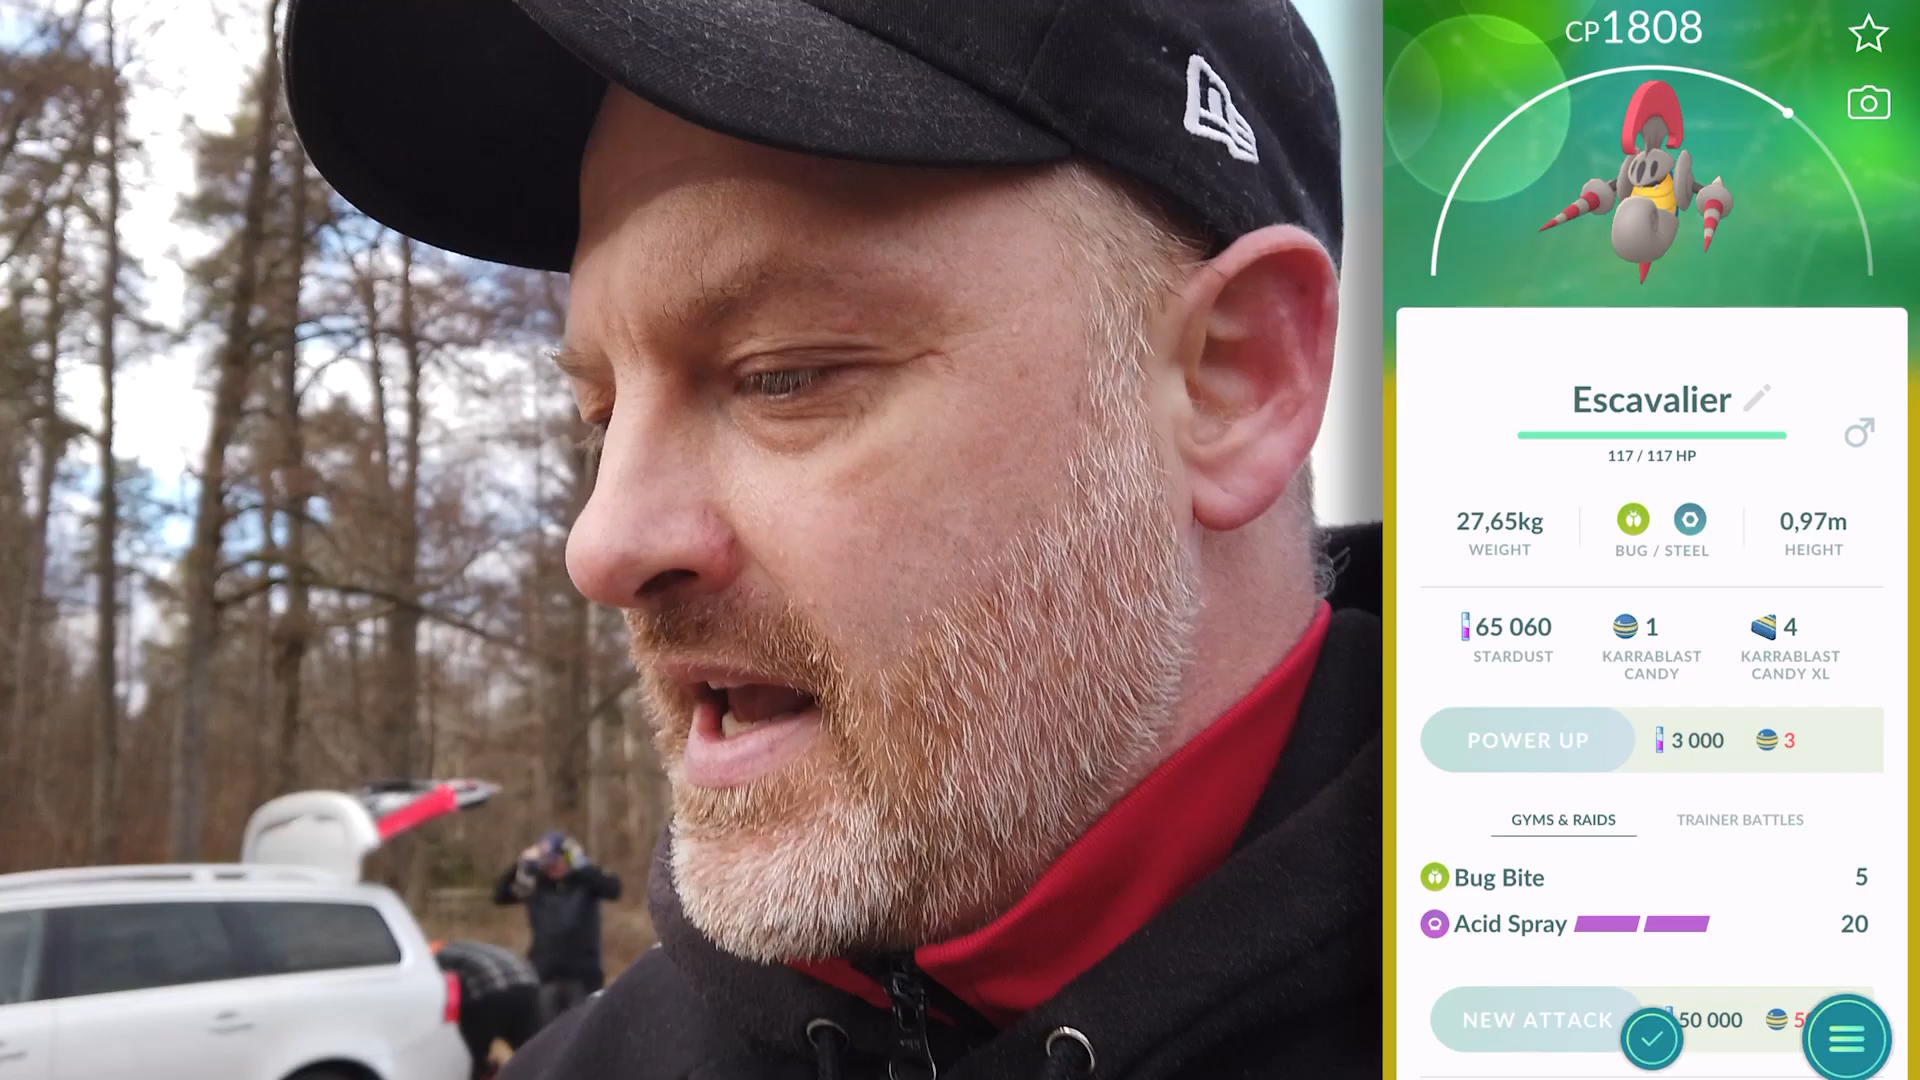 CP1808
Escavalier
117 / 117 HP
27,65kg
WEIGHT
BUG / STEEL
0,97m
HEIGHT
65 060
STARDUST
1
KARRABLAST
CANDY
4
KARRABLAST
CANDY XL
POWER UP 3 000 3
GYMS & RAIDS TRAINER BATTLES
Bug Bite 5
Acid Spray 20
NEW ATTACK 50 000